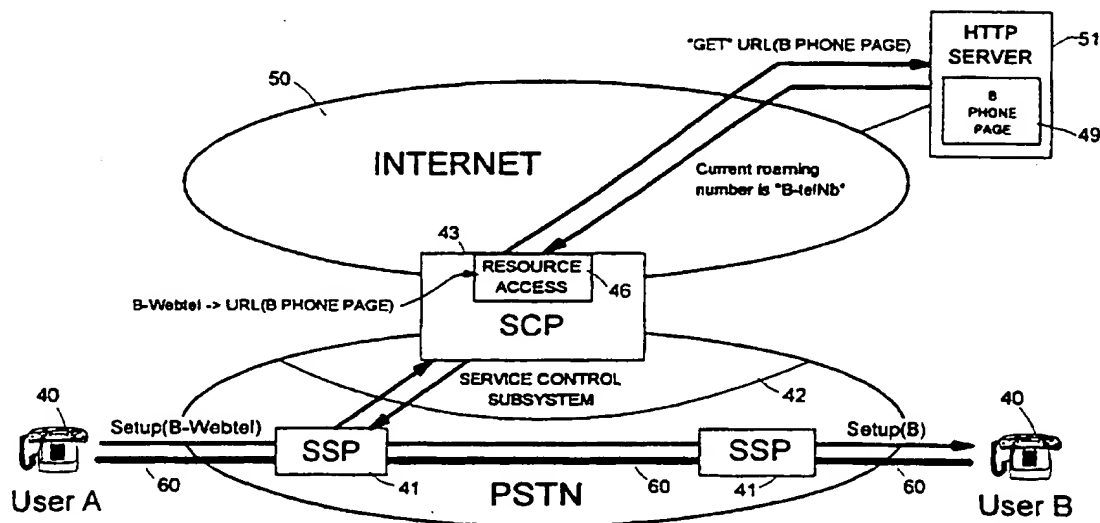 "GET" URL(B PHONE PAGE)
HTTP
SERVER
51
B
PHONE
PAGE
49
50
INTERNET
Current roaming
number is "B-telNb"
43
RESOURCE
ACCESS
46
B-Webtel -> URL(B PHONE PAGE)
SCP
SERVICE CONTROL
SUBSYSTEM
42
40
Setup(B-Webtel)
SSP
SSP
Setup(B)
40
60
41
60
41
60
User A
PSTN
User B